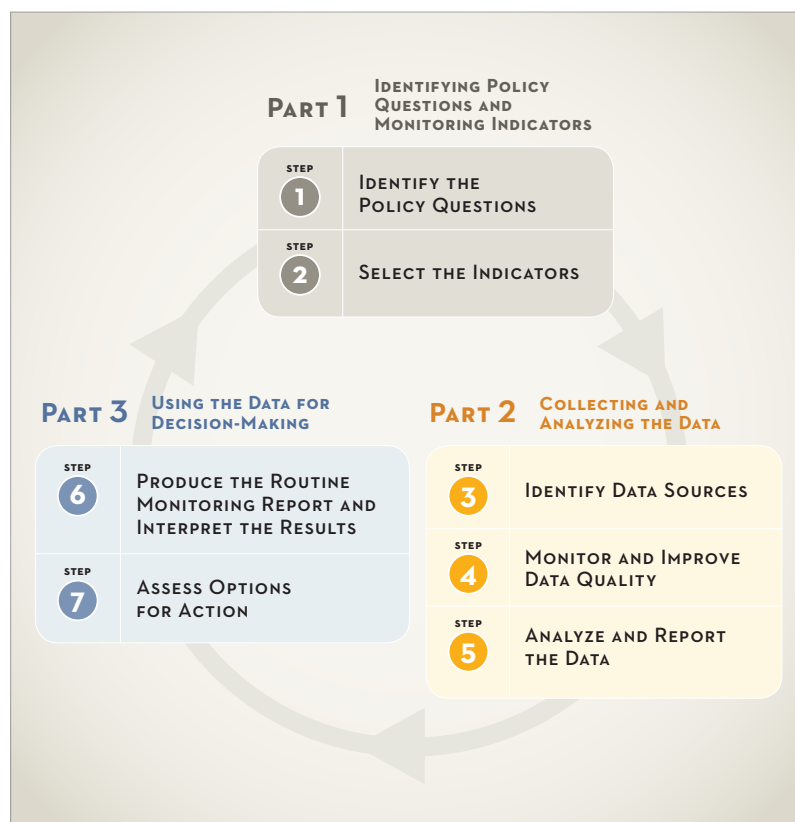 Part 1
Identifying Policy
Questions and
Monitoring Indicators
STEP
1
Identify the
Policy Questions
STEP
2
Select the Indicators
Part 2
Collecting and
Analyzing the Data
STEP
3
Identify Data Sources
STEP
4
Monitor and Improve
Data Quality
STEP
5
Analyze and Report
the Data
Part 3
Using the Data for
Decision-Making
STEP
6
Produce the Routine
Monitoring Report and
Interpret the Results
STEP
7
Assess Options
for Action